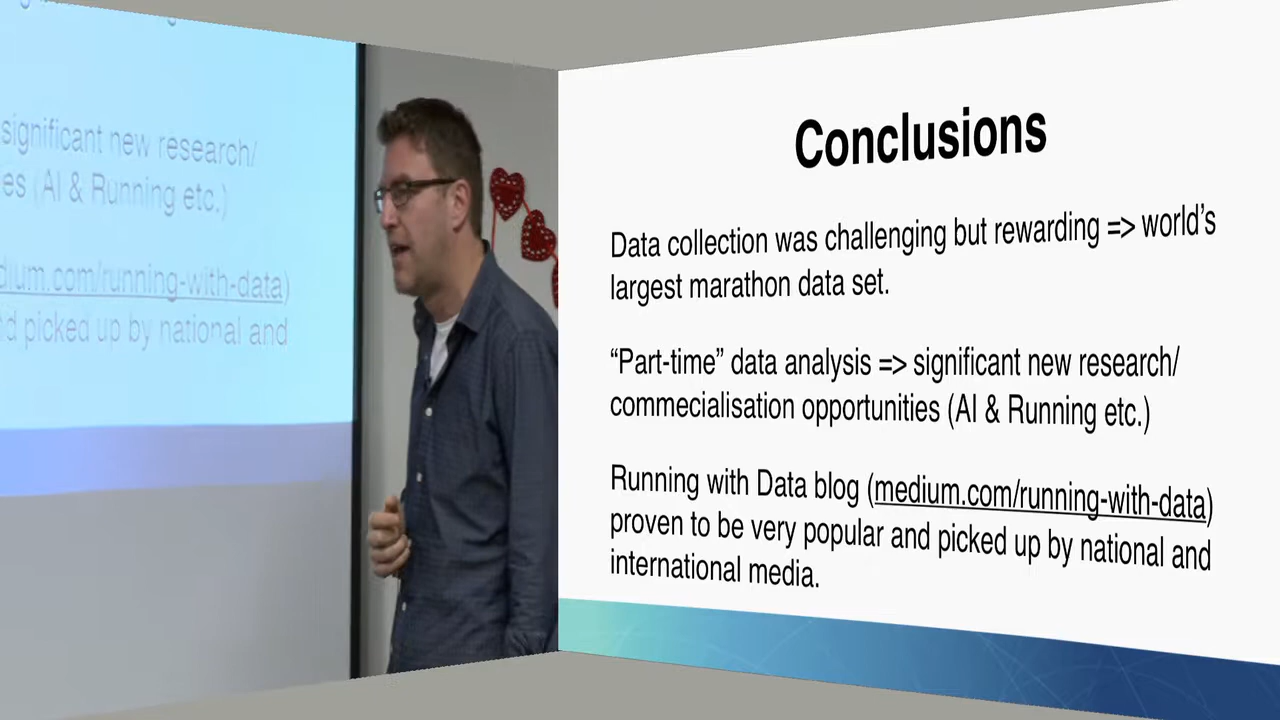 significant new research/
es (AI & Running etc.)
dium.com/running-with-data)
d picked up by national and
Conclusions
Data collection was challenging but rewarding => world's
largest marathon data set.
“Part-time” data analysis => significant new research/
commecialisation opportunities (AI & Running etc.)
Running with Data blog (medium.com/running-with-data)
proven to be very popular and picked up by national and
international media.